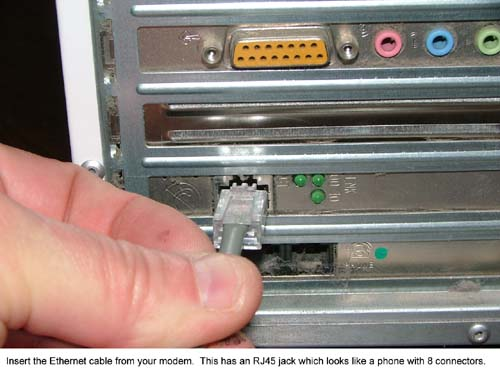 Insert the Ethernet cable from your modem. This has an RJ45 jack which looks like a phone with 8 connectors.